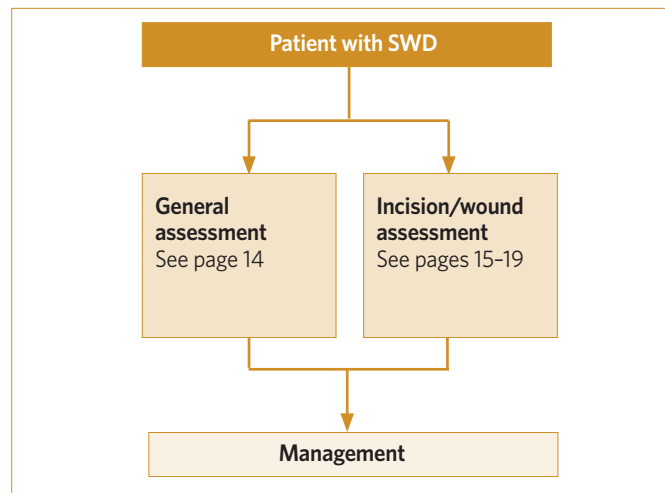 Patient with SWD
General
assessment
See page 14
Incision/wound
assessment
See pages 15–19
Management